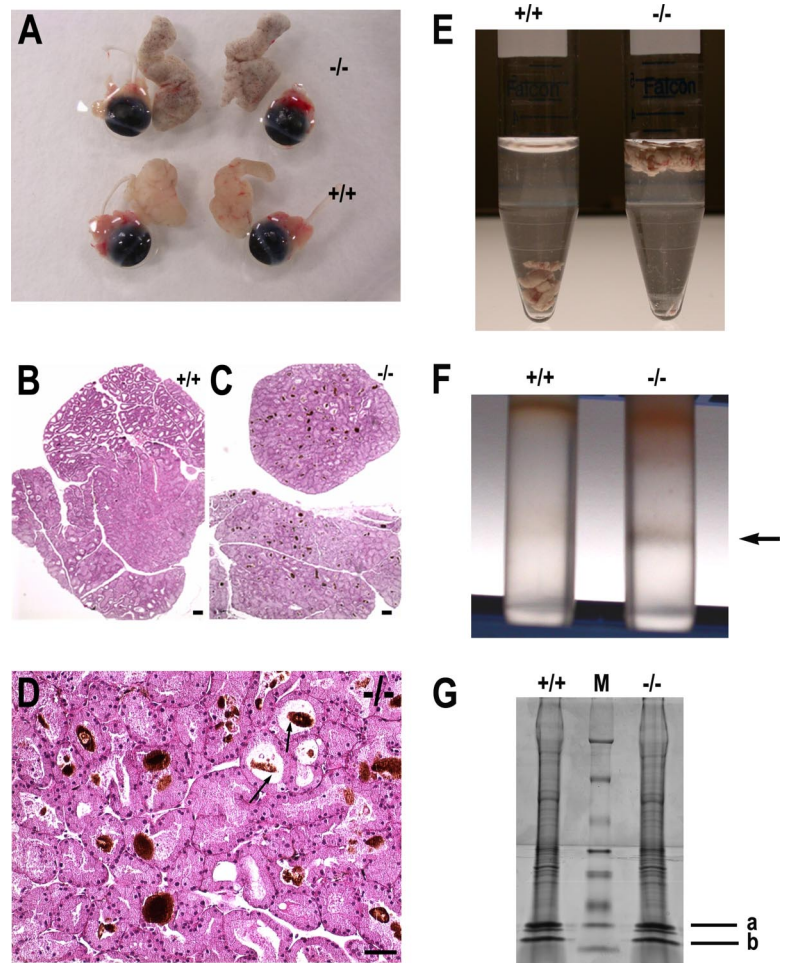 A
-/-
+/+
B
+/+
C
-/-
D
-/-
E
+/+ -/-
Falcon Falcon
F
+/+ -/-
G
+/+ M -/-
a
b